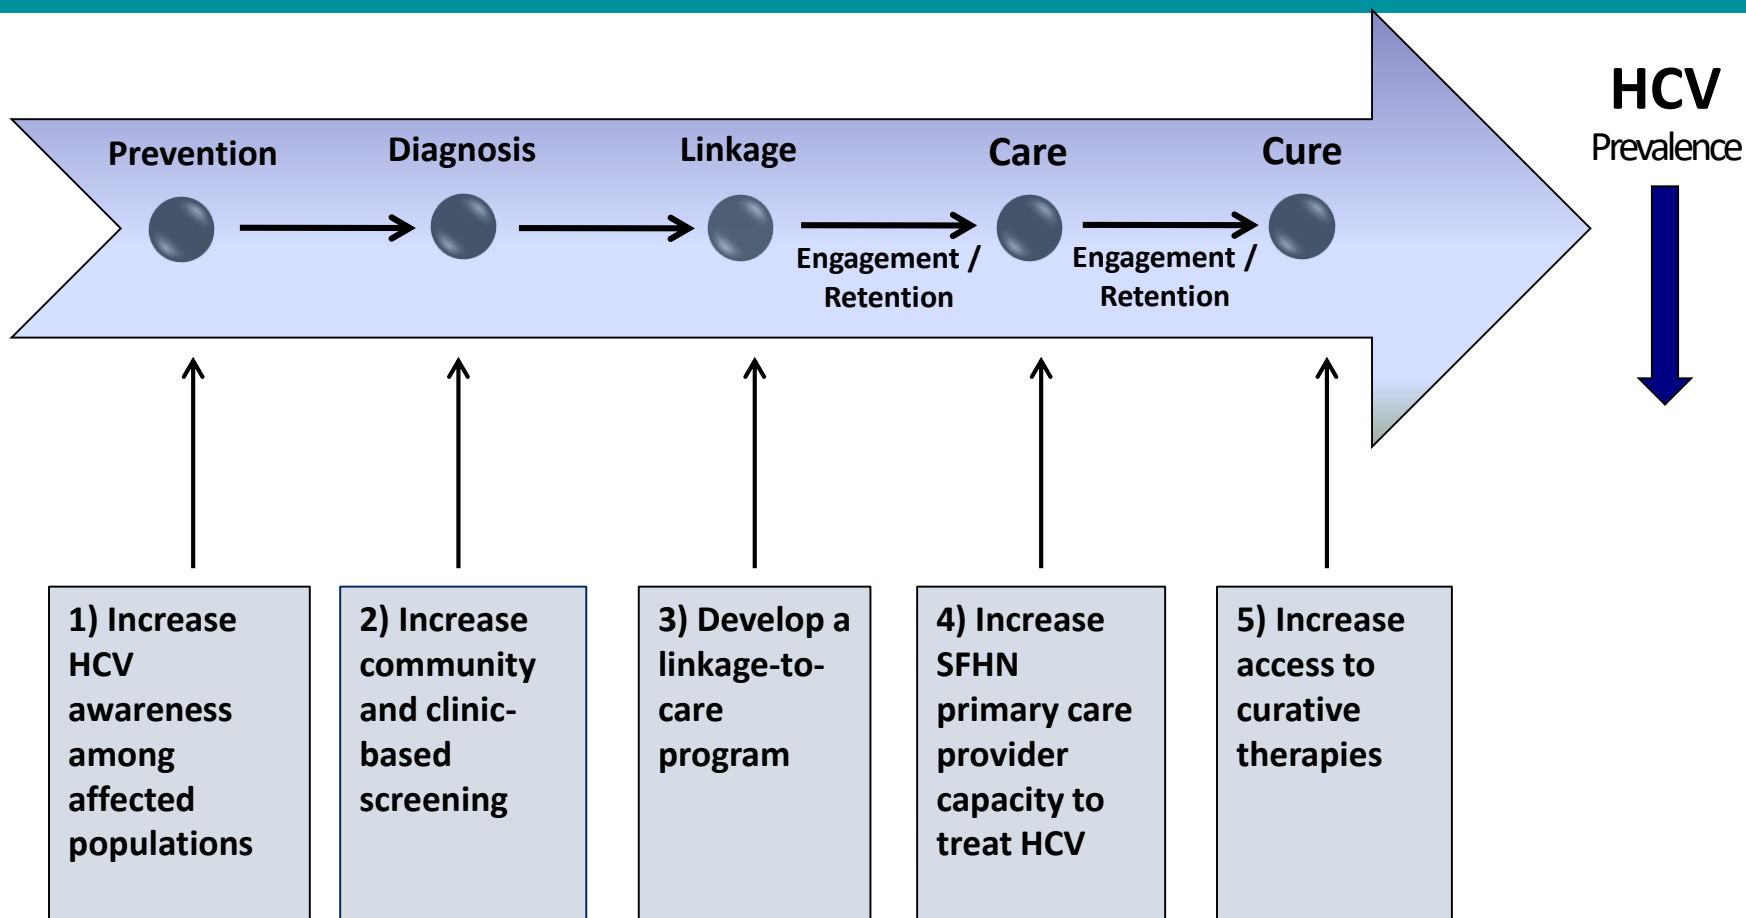 HCV
Prevalence
Prevention
Diagnosis
Linkage
Care
Cure
Engagement /
Retention
Engagement /
Retention
1) Increase
HCV
awareness
among
affected
populations
2) Increase
community
and clinic-
based
screening
3) Develop a
linkage-to-
care
program
4) Increase
SFHN
primary care
provider
capacity to
treat HCV
5) Increase
access to
curative
therapies